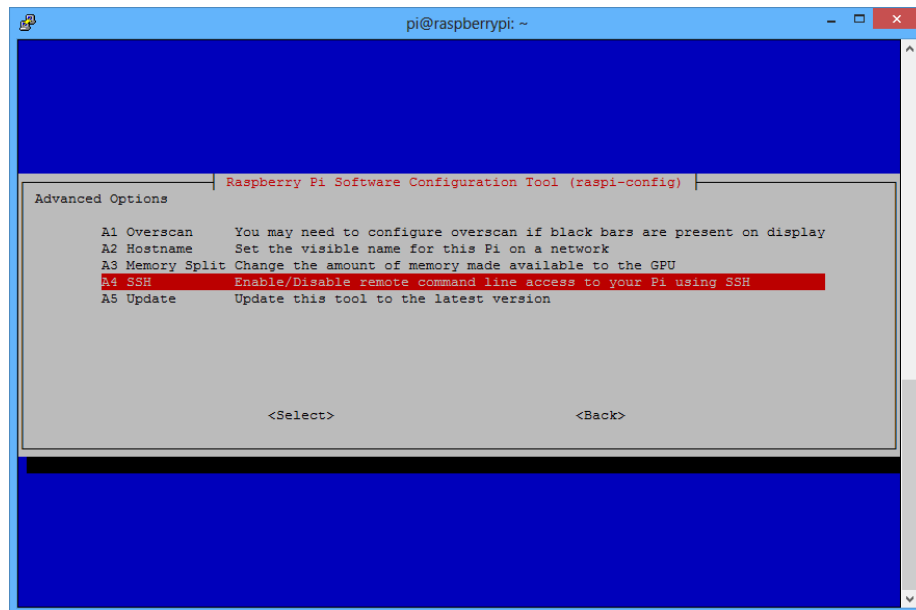 pi@raspberrypi: ~
Raspberry Pi Software Configuration Tool (raspi-config)
Advanced Options
A1 Overscan You may need to configure overscan if black bars are present on display
A2 Hostname Set the visible name for this Pi on a network
A3 Memory Split Change the amount of memory made available to the GPU
A4 SSH Enable/Disable remote command line access to your Pi using SSH
A5 Update Update this tool to the latest version
<Select> <Back>